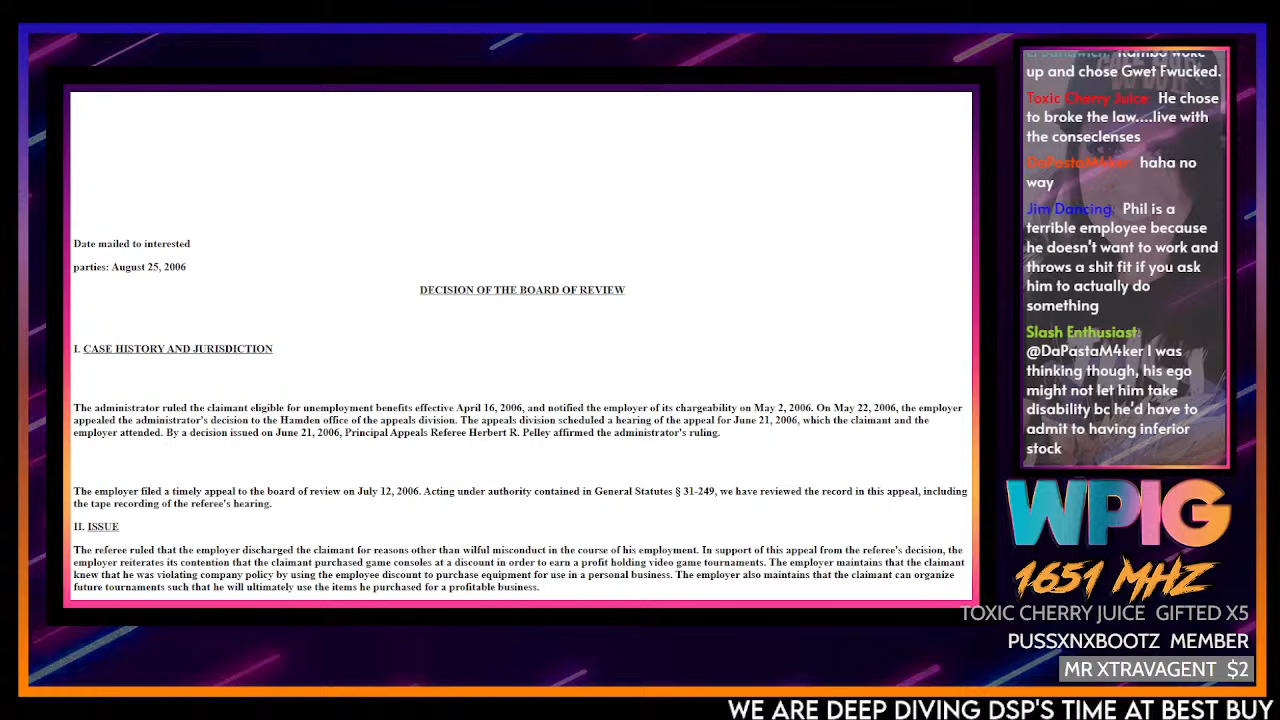 Date mailed to interested
parties: August 25, 2006
DECISION OF THE BOARD OF REVIEW
I. CASE HISTORY AND JURISDICTION
The administrator ruled the claimant eligible for unemployment benefits effective April 16, 2006, and notified the employer of its chargeability on May 2, 2006. On May 22, 2006, the employer
appealed the administrator's decision to the Hamden office of the appeals division. The appeals division scheduled a hearing of the appeal for June 21, 2006, which the claimant and the
employer attended. By a decision issued on June 21, 2006, Principal Appeals Referee Herbert R. Pelley affirmed the administrator's ruling.
The employer filed a timely appeal to the board of review on July 12, 2006. Acting under authority contained in General Statutes § 31-249, we have reviewed the record in this appeal, including
the tape recording of the referee's hearing.
II. ISSUE
The referee ruled that the employer discharged the claimant for reasons other than wilful misconduct in the course of his employment. In support of this appeal from the referee's decision, the
employer reiterates its contention that the claimant purchased game consoles at a discount in order to earn a profit holding video game tournaments. The employer maintains that the claimant
knew that he was violating company policy by using the employee discount to purchase equipment for use in a personal business. The employer also maintains that the claimant can organize
future tournaments such that he will ultimately use the items he purchased for a profitable business.
Rambo woke
up and chose Gwet Fwucked.
Toxic Cherry Juice: He chose
to broke the law....live with
the conseclenses
DaPastaM4ker: haha no
way
Jim Dancing: Phil is a
terrible employee because
he doesn't want to work and
throws a shit fit if you ask
him to actually do
something
Slash Enthusiast:
@DaPastaM4ker I was
thinking though, his ego
might not let him take
disability bc he'd have to
admit to having inferior
stock
WPIG
1651 MHZ
TOXIC CHERRY JUICE GIFTED X5
PUSSXNXBOOTZ MEMBER
MR XTRAVAGENT $2
WE ARE DEEP DIVING DSP'S TIME AT BEST BUY